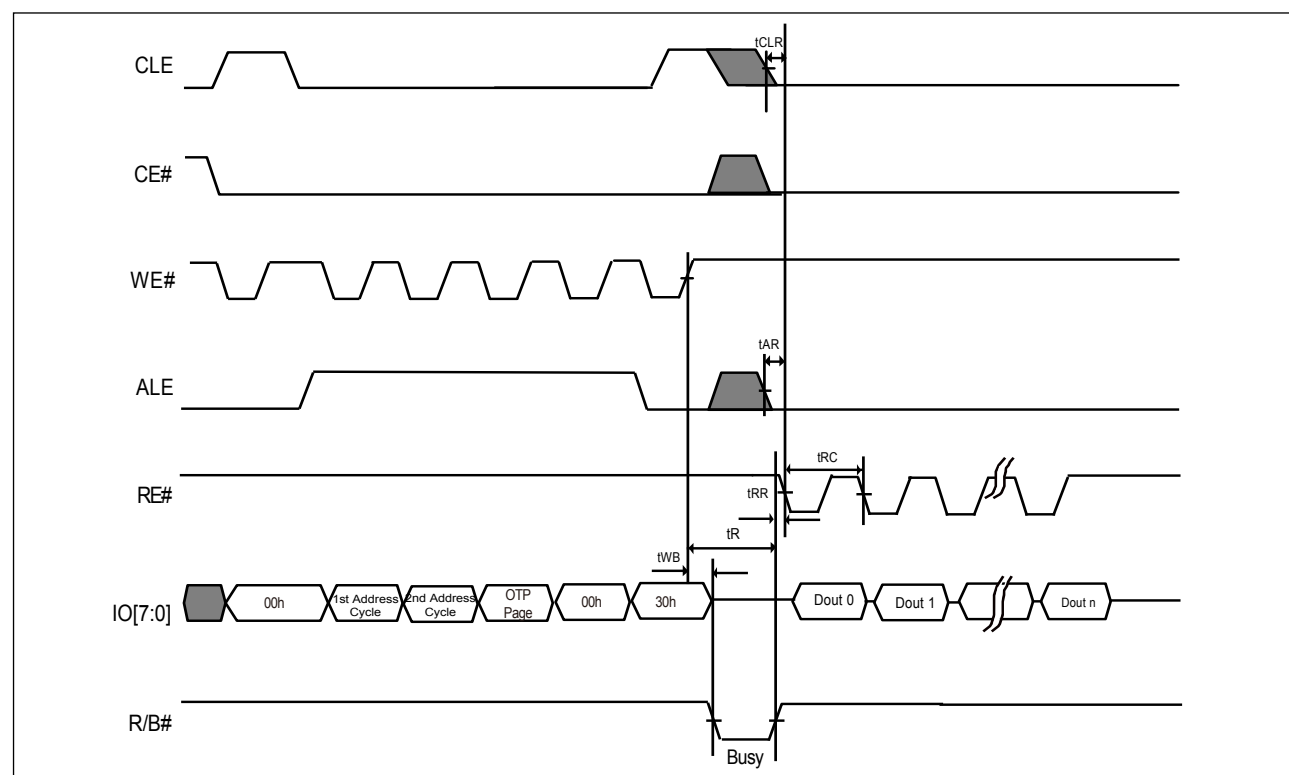 tCLR
CLE
CE#
WE#
tAR
ALE
tRC
RE#
tRR
tR
tWB
IO[7:0]
00h
1st Address
Cycle
2nd Address
Cycle
OTP
Page
00h
30h
Dout 0
Dout 1
Dout n
R/B#
Busy